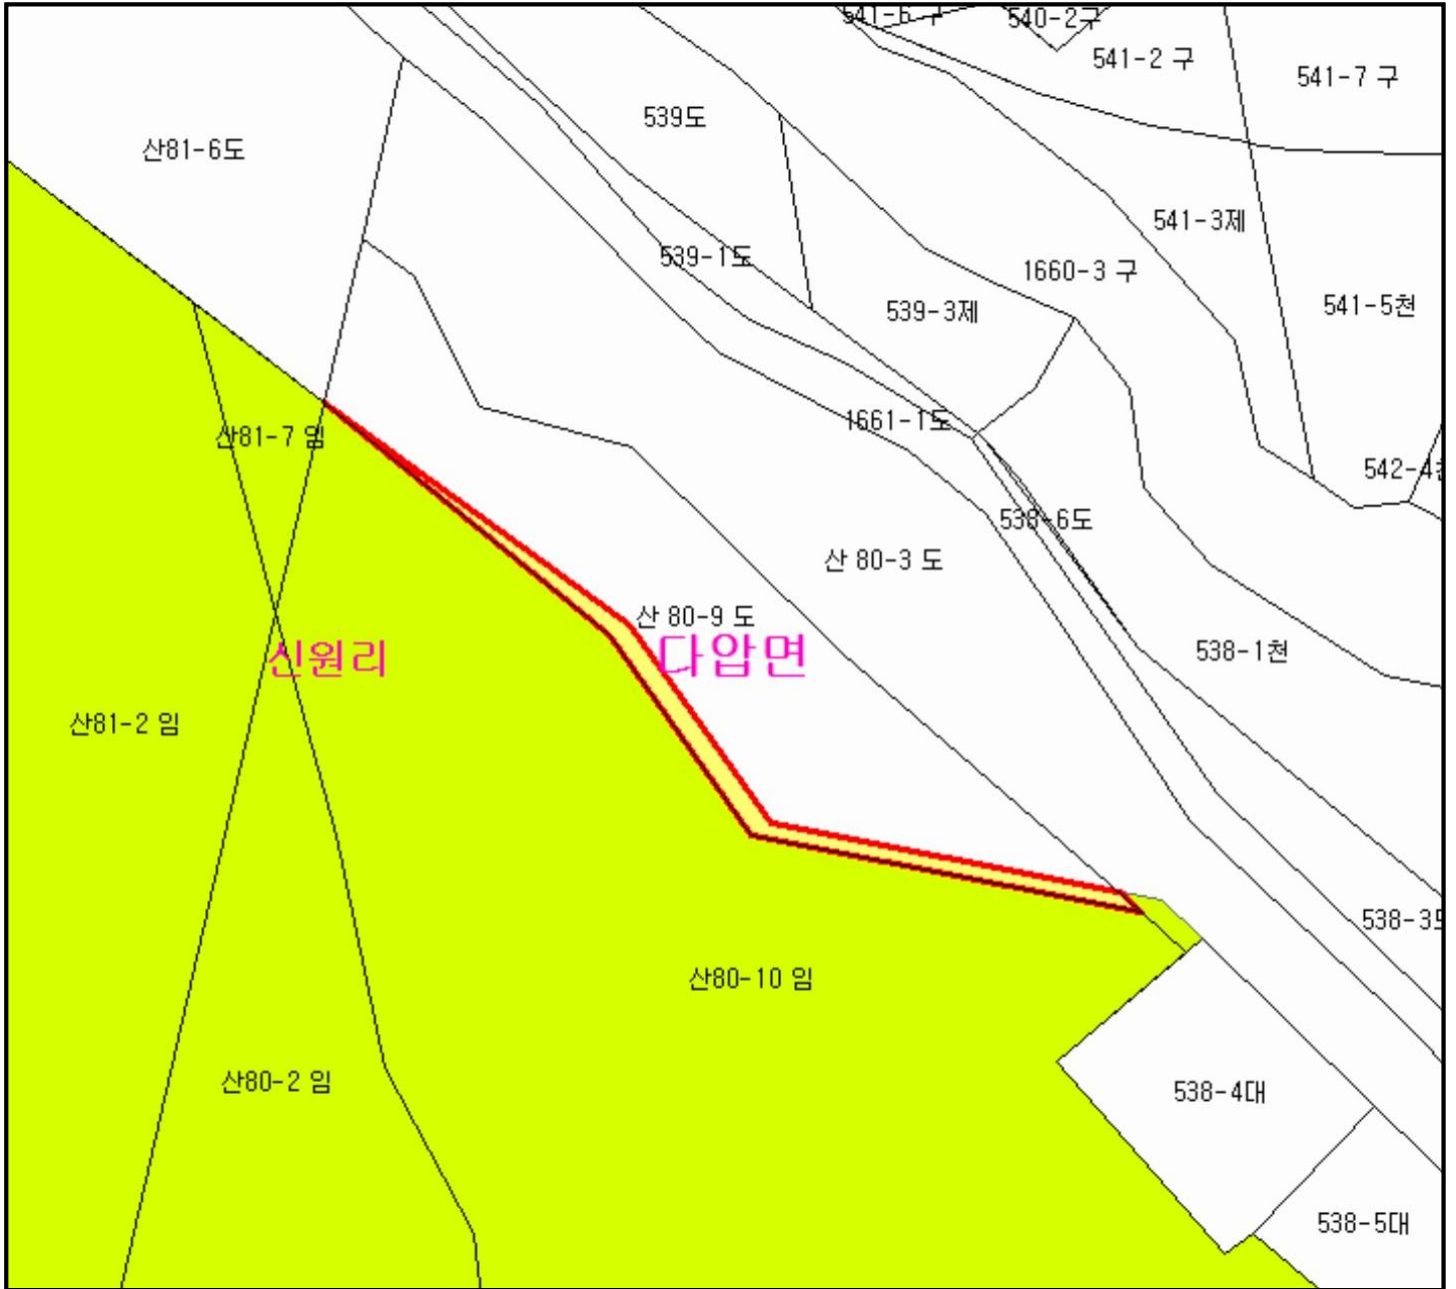 540-2구
541-2 구
541-7 구
539도
산81-6도
541-3제
539-1도
1660-3 구
541-5천
539-3제
1661-1도
산81-7 임
542-4
538-6도
산 80-3 도
산 80-9 도
538-1천
신원리
다압면
산81-2 임
538-3
산80-10 임
산80-2 임
538-4대
538-5대